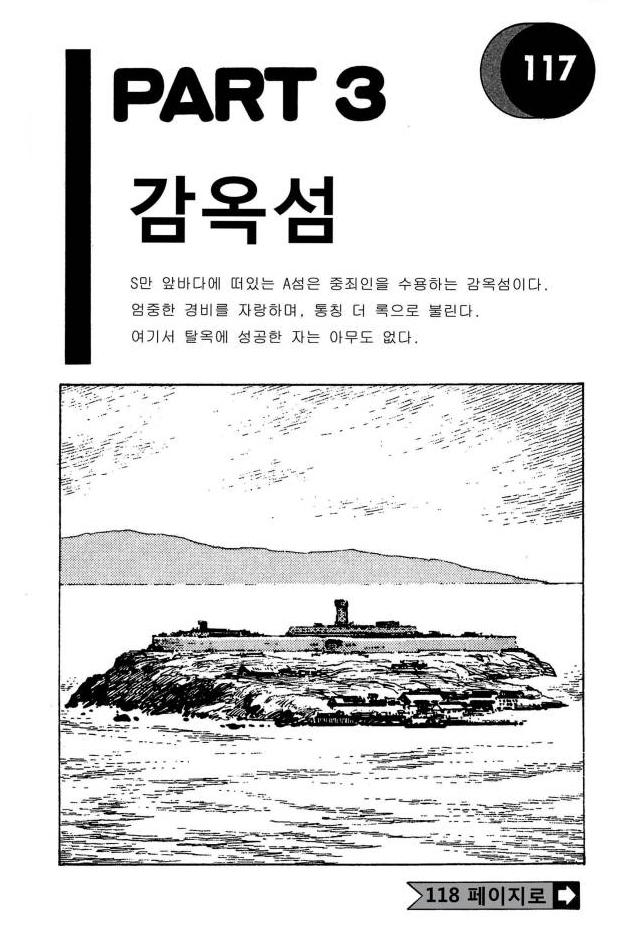 117
PART 3
감옥섬
S만 앞바다에 떠있는 A섬은 중죄인을 수용하는 감옥섬이다.
엄중한 경비를 자랑하며, 통칭 더 록으로 불린다.
여기서 탈옥에 성공한 자는 아무도 없다.
118 페이지로